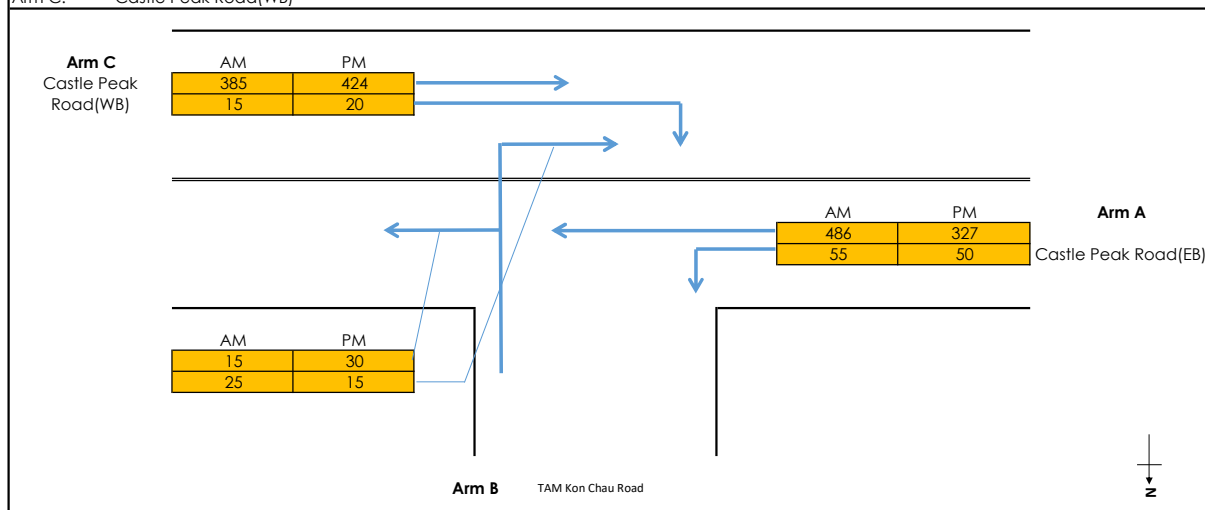 Arm C: Castle Peak Road(WB)
Arm C AM PM
Castle Peak 385 424
Road(WB) 15 20
AM PM Arm A
486 327
55 50 Castle Peak Road(EB)
AM PM
15 30
25 15
Arm B TAM Kon Chau Road
N